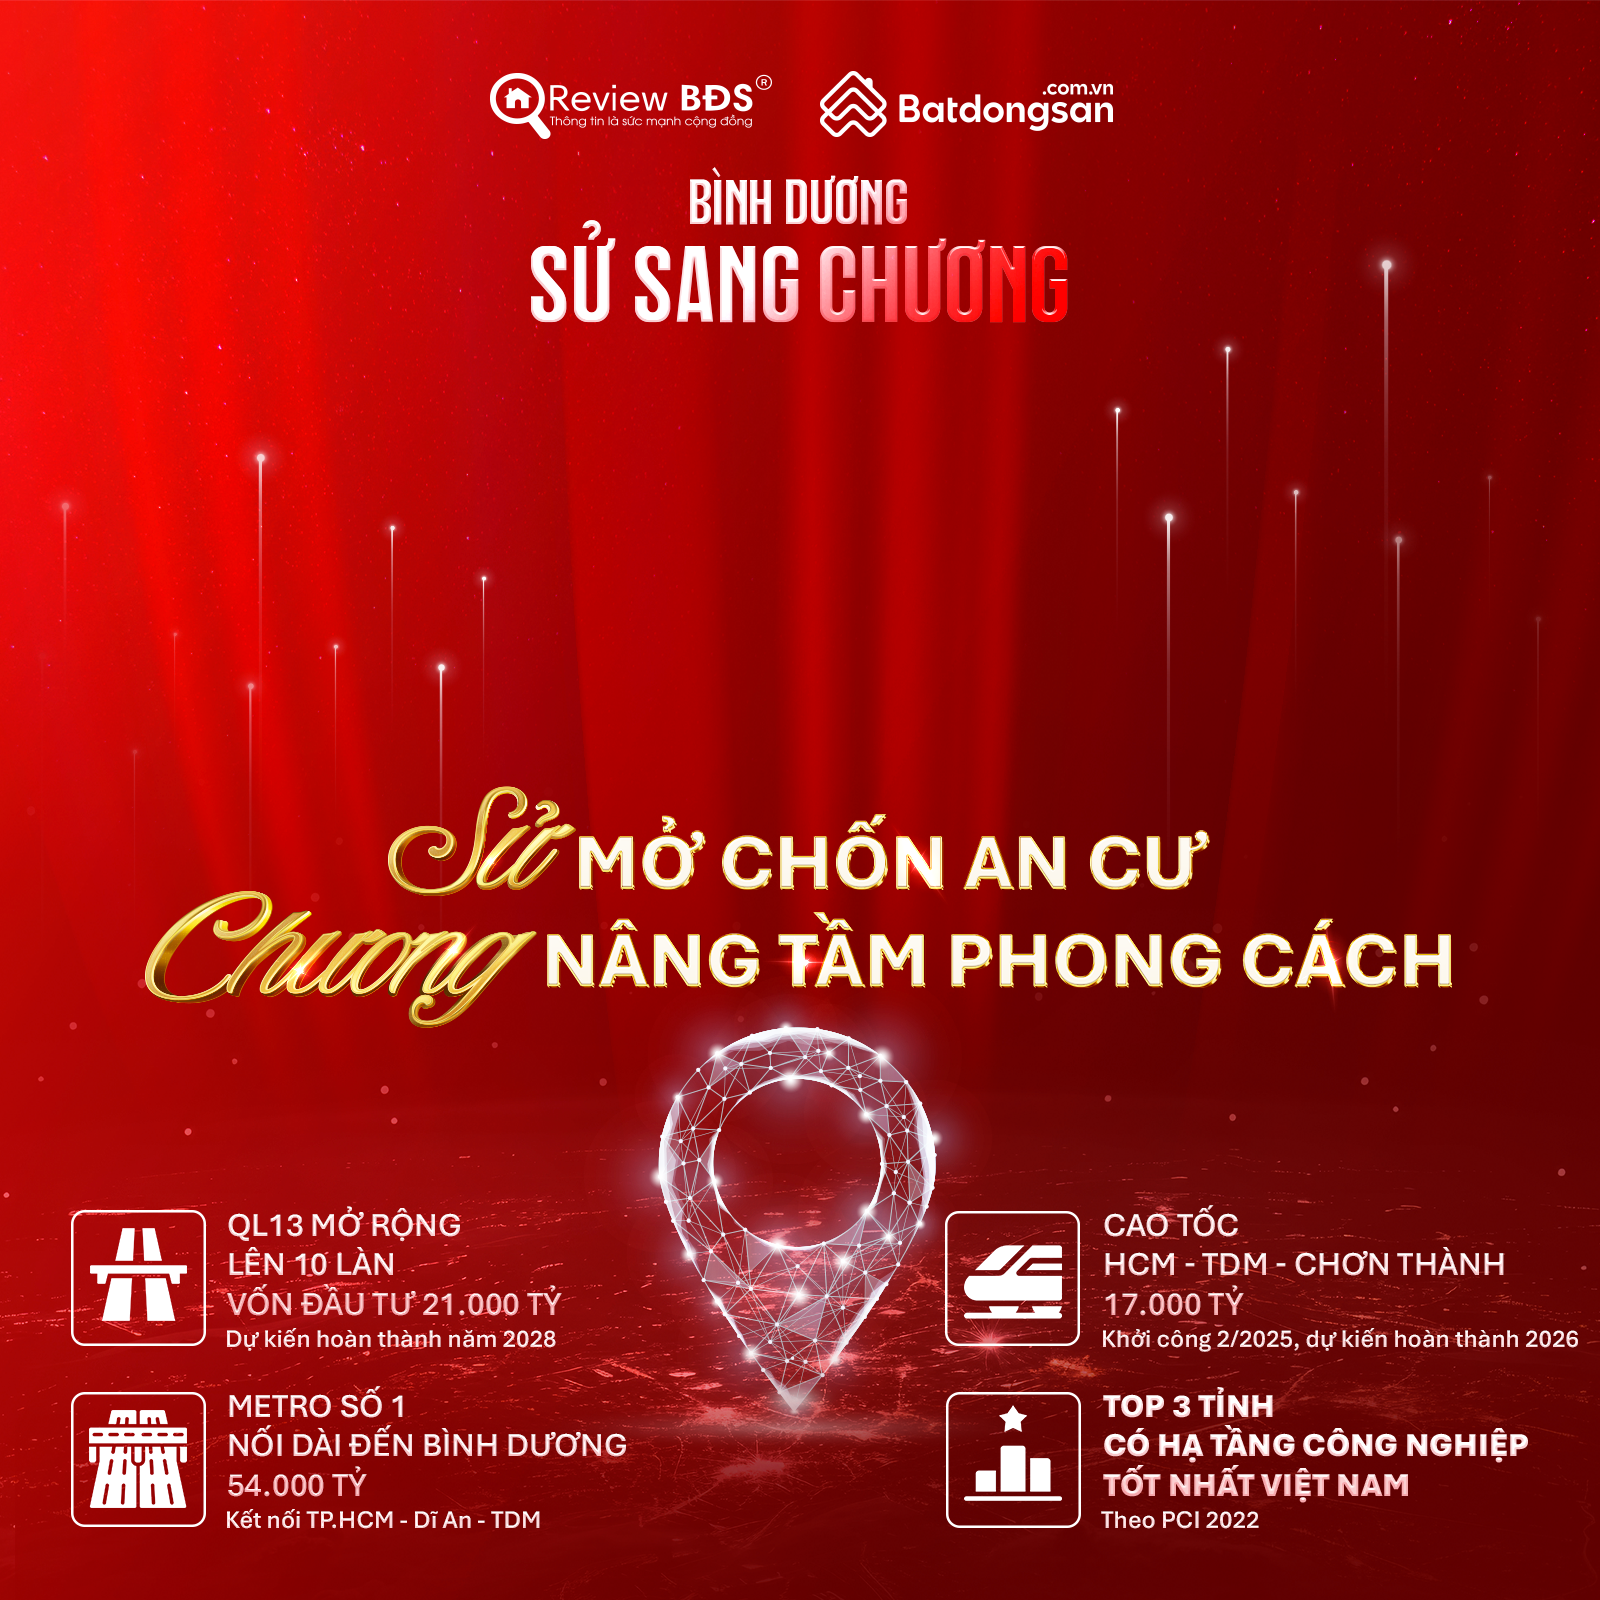 Review BĐS®
Thông tin là sức mạnh cộng đồng
Batdongsan.com.vn
BÌNH DƯƠNG
SỬ SANG CHƯƠNG
Sử MỞ CHỐN AN CƯ
Chương NÂNG TẦM PHONG CÁCH
QL13 MỞ RỘNG
LÊN 10 LÀN
VỐN ĐẦU TƯ 21.000 TỶ
Dự kiến hoàn thành năm 2028
METRO SỐ 1
NỐI DÀI ĐẾN BÌNH DƯƠNG
54.000 TỶ
Kết nối TP.HCM - Dĩ An - TDM
CAO TỐC
HCM - TDM - CHƠN THÀNH
17.000 TỶ
Khởi công 2/2025, dự kiến hoàn thành 2026
TOP 3 TỈNH
CÓ HẠ TẦNG CÔNG NGHIỆP
TỐT NHẤT VIỆT NAM
Theo PCI 2022